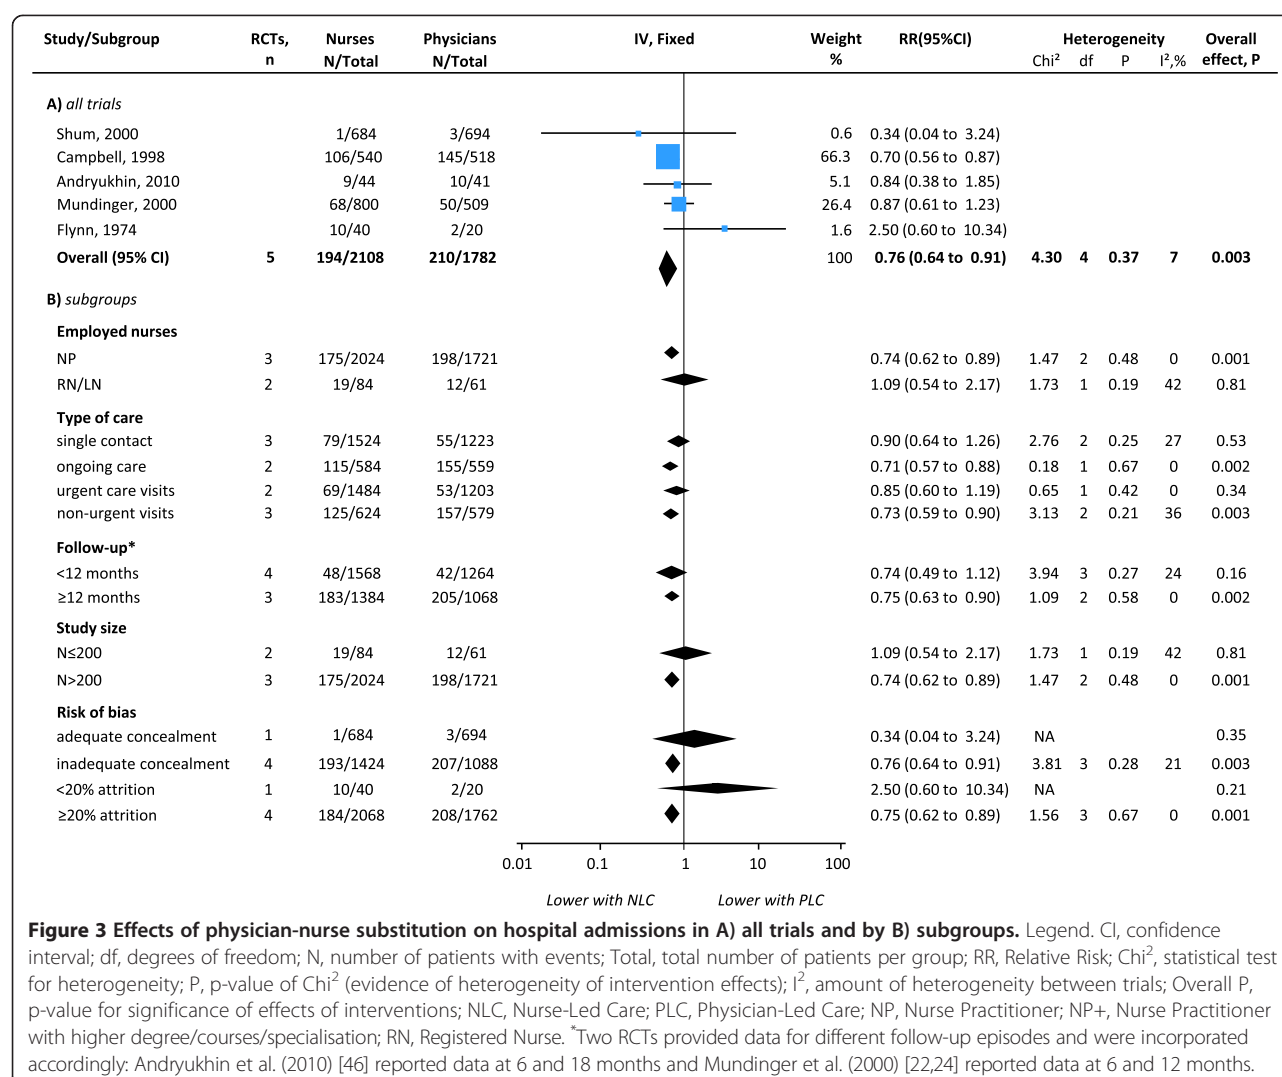 Study/Subgroup RCTs, n Nurses N/Total Physicians N/Total IV, Fixed Weight % RR(95%CI) Heterogeneity Chi² df P I²,% Overall effect, P
A) all trials
Shum, 2000 1/684 3/694 0.6 0.34 (0.04 to 3.24)
Campbell, 1998 106/540 145/518 66.3 0.70 (0.56 to 0.87)
Andryukhin, 2010 9/44 10/41 5.1 0.84 (0.38 to 1.85)
Mundinger, 2000 68/800 50/509 26.4 0.87 (0.61 to 1.23)
Flynn, 1974 10/40 2/20 1.6 2.50 (0.60 to 10.34)
Overall (95% CI) 5 194/2108 210/1782 100 0.76 (0.64 to 0.91) 4.30 4 0.37 7 0.003
B) subgroups
Employed nurses
NP 3 175/2024 198/1721 0.74 (0.62 to 0.89) 1.47 2 0.48 0 0.001
RN/LN 2 19/84 12/61 1.09 (0.54 to 2.17) 1.73 1 0.19 42 0.81
Type of care
single contact 3 79/1524 55/1223 0.90 (0.64 to 1.26) 2.76 2 0.25 27 0.53
ongoing care 2 115/584 155/559 0.71 (0.57 to 0.88) 0.18 1 0.67 0 0.002
urgent care visits 2 69/1484 53/1203 0.85 (0.60 to 1.19) 0.65 1 0.42 0 0.34
non-urgent visits 3 125/624 157/579 0.73 (0.59 to 0.90) 3.13 2 0.21 36 0.003
Follow-up*
<12 months 4 48/1568 42/1264 0.74 (0.49 to 1.12) 3.94 3 0.27 24 0.16
≥12 months 3 183/1384 205/1068 0.75 (0.63 to 0.90) 1.09 2 0.58 0 0.002
Study size
N≤200 2 19/84 12/61 1.09 (0.54 to 2.17) 1.73 1 0.19 42 0.81
N>200 3 175/2024 198/1721 0.74 (0.62 to 0.89) 1.47 2 0.48 0 0.001
Risk of bias
adequate concealment 1 1/684 3/694 0.34 (0.04 to 3.24) NA 0.35
inadequate concealment 4 193/1424 207/1088 0.76 (0.64 to 0.91) 3.81 3 0.28 21 0.003
<20% attrition 1 10/40 2/20 2.50 (0.60 to 10.34) NA 0.21
≥20% attrition 4 184/2068 208/1762 0.75 (0.62 to 0.89) 1.56 3 0.67 0 0.001
0.01 0.1 1 10 100
Lower with NLC Lower with PLC
Figure 3 Effects of physician-nurse substitution on hospital admissions in A) all trials and by B) subgroups. Legend. CI, confidence
interval; df, degrees of freedom; N, number of patients with events; Total, total number of patients per group; RR, Relative Risk; Chi², statistical test
for heterogeneity; P, p-value of Chi² (evidence of heterogeneity of intervention effects); I², amount of heterogeneity between trials; Overall P,
p-value for significance of effects of interventions; NLC, Nurse-Led Care; PLC, Physician-Led Care; NP, Nurse Practitioner; NP+, Nurse Practitioner
with higher degree/courses/specialisation; RN, Registered Nurse. *Two RCTs provided data for different follow-up episodes and were incorporated
accordingly: Andryukhin et al. (2010) [46] reported data at 6 and 18 months and Mundinger et al. (2000) [22,24] reported data at 6 and 12 months.